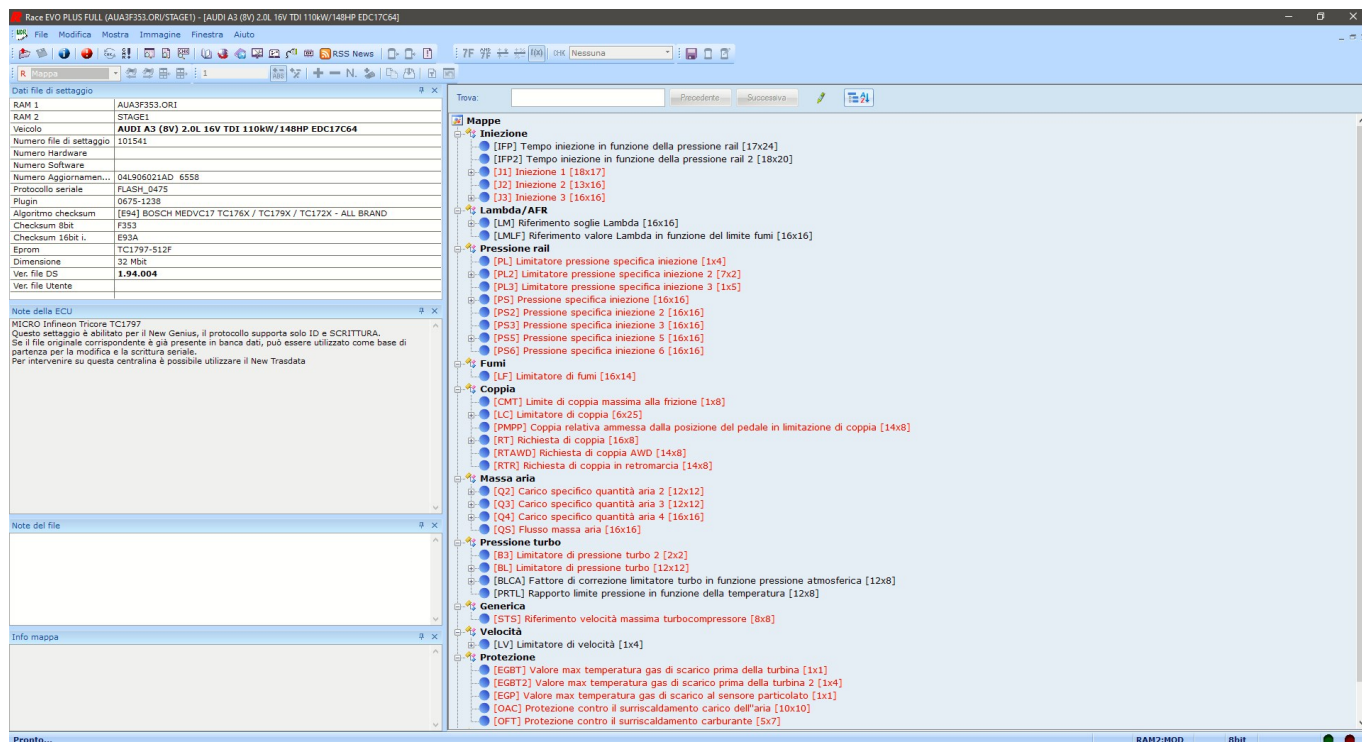 Race EVO PLUS FULL (AUA3F353.ORI/STAGE1) - [AUDI A3 (8V) 2.0L 16V TDI 110kW/148HP EDC17C64]
File Modifica Mostra Immagine Finestra Aiuto
RSS News 7F CHK Nessuna
R Mappe 1 N.
Dati file di settaggio
RAM 1 AUA3F353.ORI
RAM 2 STAGE1
Veicolo AUDI A3 (8V) 2.0L 16V TDI 110kW/148HP EDC17C64
Numero file di settaggio 101541
Numero Hardware
Numero Software
Numero Aggiornamen... 04L906021AD 6558
Protocollo seriale FLASH_0475
Plugin 0675-1238
Algoritmo checksum [E94] BOSCH MEDVC17 TC176X / TC179X / TC172X - ALL BRAND
Checksum 8bit F353
Checksum 16bit i. E93A
Eprom TC1797-512F
Dimensione 32 Mbit
Ver. file DS 1.94.004
Ver. file Utente
Note della ECU
MICRO Infineon Tricore TC1797
Questo settaggio è abilitato per il New Genius, il protocollo supporta solo ID e SCRITTURA.
Se il file originale corrispondente è già presente in banca dati, può essere utilizzato come base di
partenza per la modifica e la scrittura seriale.
Per intervenire su questa centralina è possibile utilizzare il New Trasdata
Note del file
Info mappa
Trova: Precedente Successiva
Mappe
Iniezione
[IFP] Tempo iniezione in funzione della pressione rail [17x24]
[IFP2] Tempo iniezione in funzione della pressione rail 2 [18x20]
[J1] Iniezione 1 [18x17]
[J2] Iniezione 2 [13x16]
[J3] Iniezione 3 [16x16]
Lambda/AFR
[LM] Riferimento soglie Lambda [16x16]
[LMLF] Riferimento valore Lambda in funzione del limite fumi [16x16]
Pressione rail
[PL] Limitatore pressione specifica iniezione [1x4]
[PL2] Limitatore pressione specifica iniezione 2 [7x2]
[PL3] Limitatore pressione specifica iniezione 3 [1x5]
[PS] Pressione specifica iniezione [16x16]
[PS2] Pressione specifica iniezione 2 [16x16]
[PS3] Pressione specifica iniezione 3 [16x16]
[PS5] Pressione specifica iniezione 5 [16x16]
[PS6] Pressione specifica iniezione 6 [16x16]
Fumi
[LF] Limitatore di fumi [16x14]
Coppia
[CMT] Limite di coppia massima alla frizione [1x8]
[LC] Limitatore di coppia [6x25]
[PMPP] Coppia relativa ammessa dalla posizione del pedale in limitazione di coppia [14x8]
[RT] Richiesta di coppia [16x8]
[RTAWD] Richiesta di coppia AWD [14x8]
[RTR] Richiesta di coppia in retromarcia [14x8]
Massa aria
[Q2] Carico specifico quantità aria 2 [12x12]
[Q3] Carico specifico quantità aria 3 [12x12]
[Q4] Carico specifico quantità aria 4 [16x16]
[QS] Flusso massa aria [16x16]
Pressione turbo
[B3] Limitatore di pressione turbo 2 [2x2]
[BL] Limitatore di pressione turbo [12x12]
[BLCA] Fattore di correzione limitatore turbo in funzione pressione atmosferica [12x8]
[PRTL] Rapporto limite pressione in funzione della temperatura [12x8]
Generica
[STS] Riferimento velocità massima turbocompressore [8x8]
Velocità
[LV] Limitatore di velocità [1x4]
Protezione
[EGBT] Valore max temperatura gas di scarico prima della turbina [1x1]
[EGBT2] Valore max temperatura gas di scarico prima della turbina 2 [1x4]
[EGP] Valore max temperatura gas di scarico al sensore particolato [1x1]
[OAC] Protezione contro il surriscaldamento carico dell"aria [10x10]
[OFT] Protezione contro il surriscaldamento carburante [5x7]
Pronto... RAM2:MOD 8bit